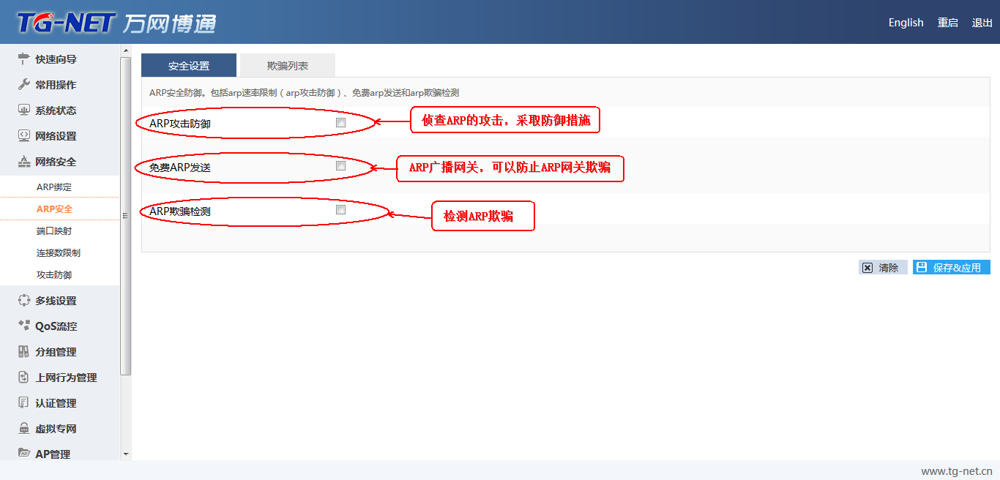 TG-NET 万网博通
English 重启 退出
快速向导
常用操作
系统状态
网络设置
网络安全
ARP绑定
ARP安全
端口映射
连接数限制
攻击防御
多线设置
QoS流控
分组管理
上网行为管理
认证管理
虚拟专网
AP管理
安全设置 欺骗列表
ARP安全防御。包括arp速率限制（arp攻击防御）、免费arp发送和arp欺骗检测
ARP攻击防御
侦查ARP的攻击，采取防御措施
免费ARP发送
ARP广播网关，可以防止ARP网关欺骗
ARP欺骗检测
检测ARP欺骗
清除 保存&应用
www.tg-net.cn